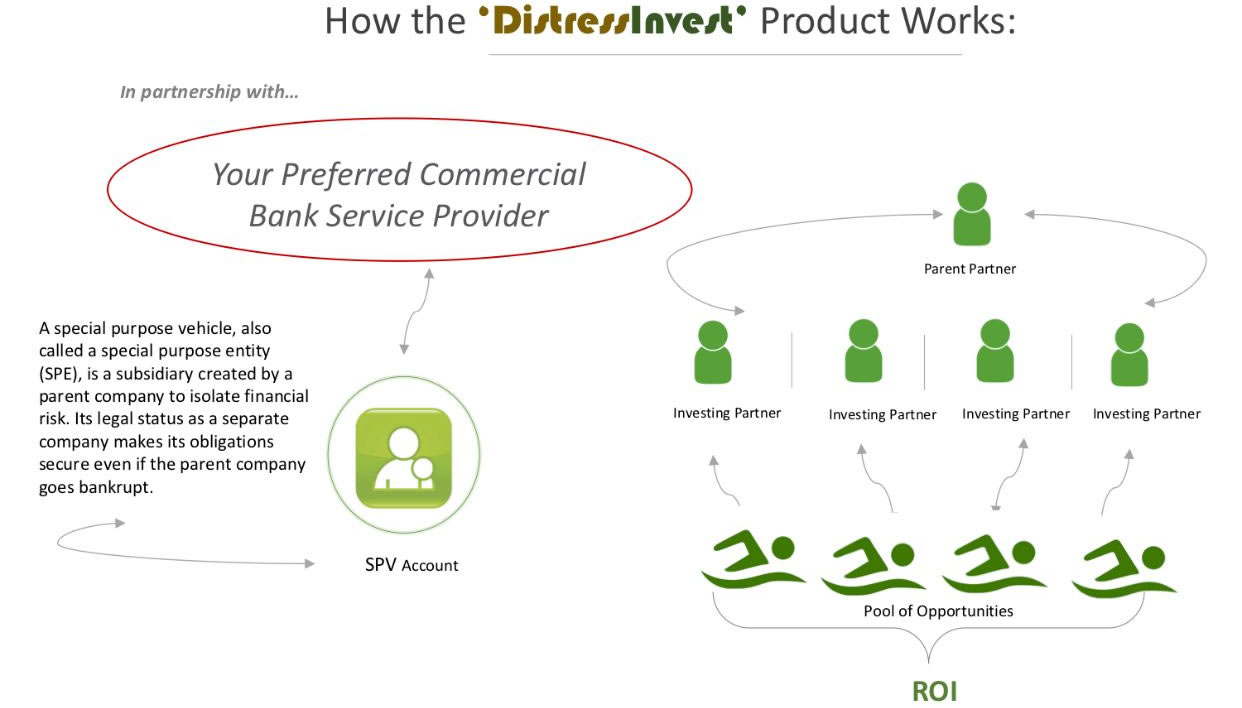 How the ‘DistressInvest’ Product Works:
In partnership with...
Your Preferred Commercial
Bank Service Provider
A special purpose vehicle, also
called a special purpose entity
(SPE), is a subsidiary created by a
parent company to isolate financial
risk. Its legal status as a separate
company makes its obligations
secure even if the parent company
goes bankrupt.
SPV Account
Parent Partner
Investing Partner
Investing Partner
Investing Partner
Investing Partner
Pool of Opportunities
ROI